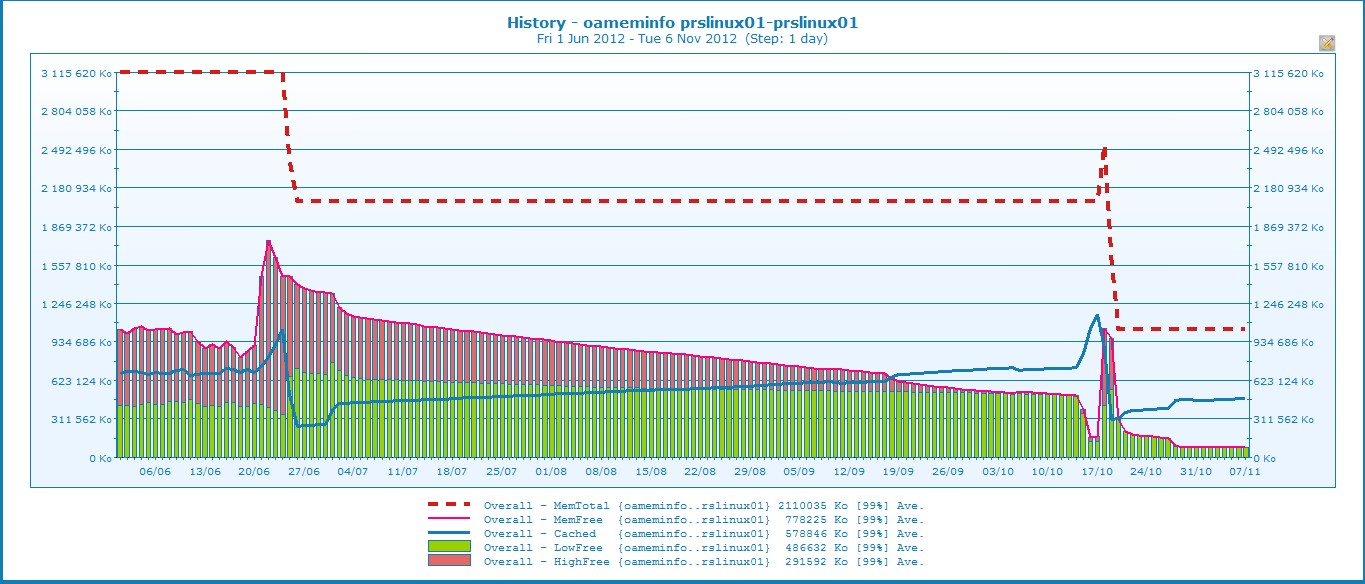 History - oameminfo prslinux01-prslinux01
Fri 1 Jun 2012 - Tue 6 Nov 2012 (Step: 1 day)
3 115 620 Ko 3 115 620 Ko
2 804 058 Ko 2 804 058 Ko
2 492 496 Ko 2 492 496 Ko
2 180 934 Ko 2 180 934 Ko
1 869 372 Ko 1 869 372 Ko
1 557 810 Ko 1 557 810 Ko
1 246 248 Ko 1 246 248 Ko
934 686 Ko 934 686 Ko
623 124 Ko 623 124 Ko
311 562 Ko 311 562 Ko
0 Ko 0 Ko
06/06 13/06 20/06 27/06 04/07 11/07 18/07 25/07 01/08 08/08 15/08 22/08 29/08 05/09 12/09 19/09 26/09 03/10 10/10 17/10 24/10 31/10 07/11
Overall - MemTotal {oameminfo..rslinux01} 2110035 Ko [99%] Ave.
Overall - MemFree {oameminfo..rslinux01} 778225 Ko [99%] Ave.
Overall - Cached {oameminfo..rslinux01} 578846 Ko [99%] Ave.
Overall - LowFree {oameminfo..rslinux01} 486632 Ko [99%] Ave.
Overall - HighFree {oameminfo..rslinux01} 291592 Ko [99%] Ave.